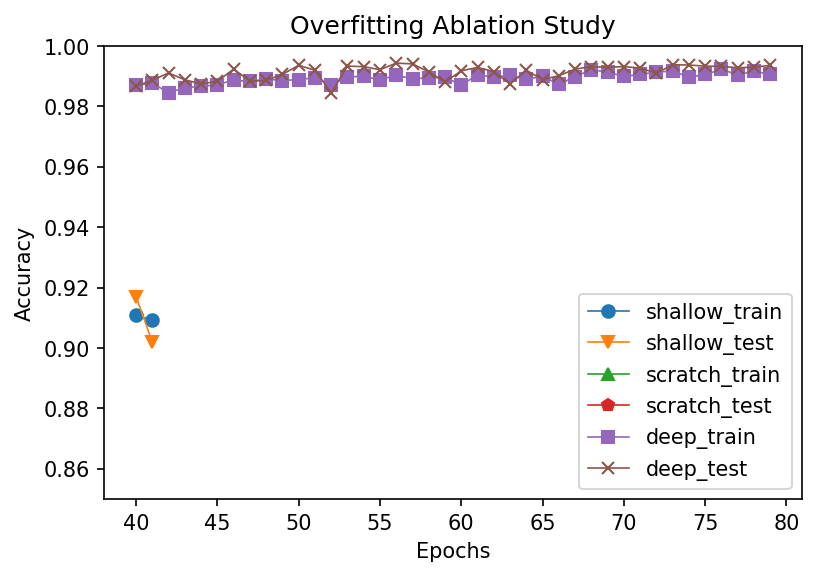 Overfitting Ablation Study
1.00
0.98
0.96
0.94
0.92
0.90
0.88
0.86
Accuracy
shallow_train
shallow_test
scratch_train
scratch_test
deep_train
deep_test
40 45 50 55 60 65 70 75 80
Epochs